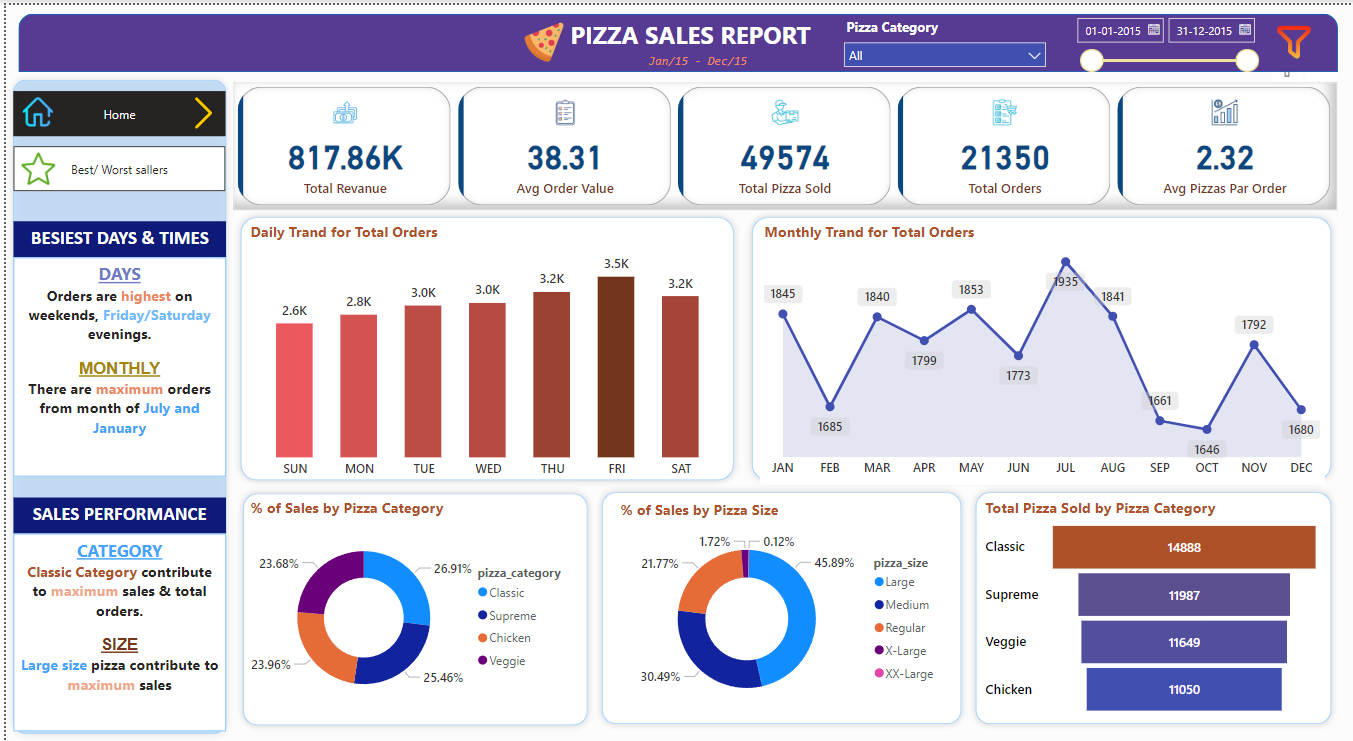 PIZZA SALES REPORT
Jan/15 - Dec/15
Pizza Category
All
01-01-2015
31-12-2015
Home
Best/ Worst sallers
BESIEST DAYS & TIMES
DAYS
Orders are highest on
weekends, Friday/Saturday
evenings.
MONTHLY
There are maximum orders
from month of July and
January
SALES PERFORMANCE
CATEGORY
Classic Category contribute
to maximum sales & total
orders.
SIZE
Large size pizza contribute to
maximum sales
817.86K
Total Revanue
38.31
Avg Order Value
49574
Total Pizza Sold
21350
Total Orders
2.32
Avg Pizzas Par Order
Daily Trand for Total Orders
2.6K
2.8K
3.0K
3.0K
3.2K
3.5K
3.2K
SUN MON TUE WED THU FRI SAT
Monthly Trand for Total Orders
1845
1685
1840
1799
1853
1773
1935
1841
1661
1646
1792
1680
JAN FEB MAR APR MAY JUN JUL AUG SEP OCT NOV DEC
% of Sales by Pizza Category
23.68%
26.91%
23.96%
25.46%
pizza_category
Classic
Supreme
Chicken
Veggie
% of Sales by Pizza Size
1.72%
0.12%
21.77%
45.89%
30.49%
pizza_size
Large
Medium
Regular
X-Large
XX-Large
Total Pizza Sold by Pizza Category
Classic 14888
Supreme 11987
Veggie 11649
Chicken 11050